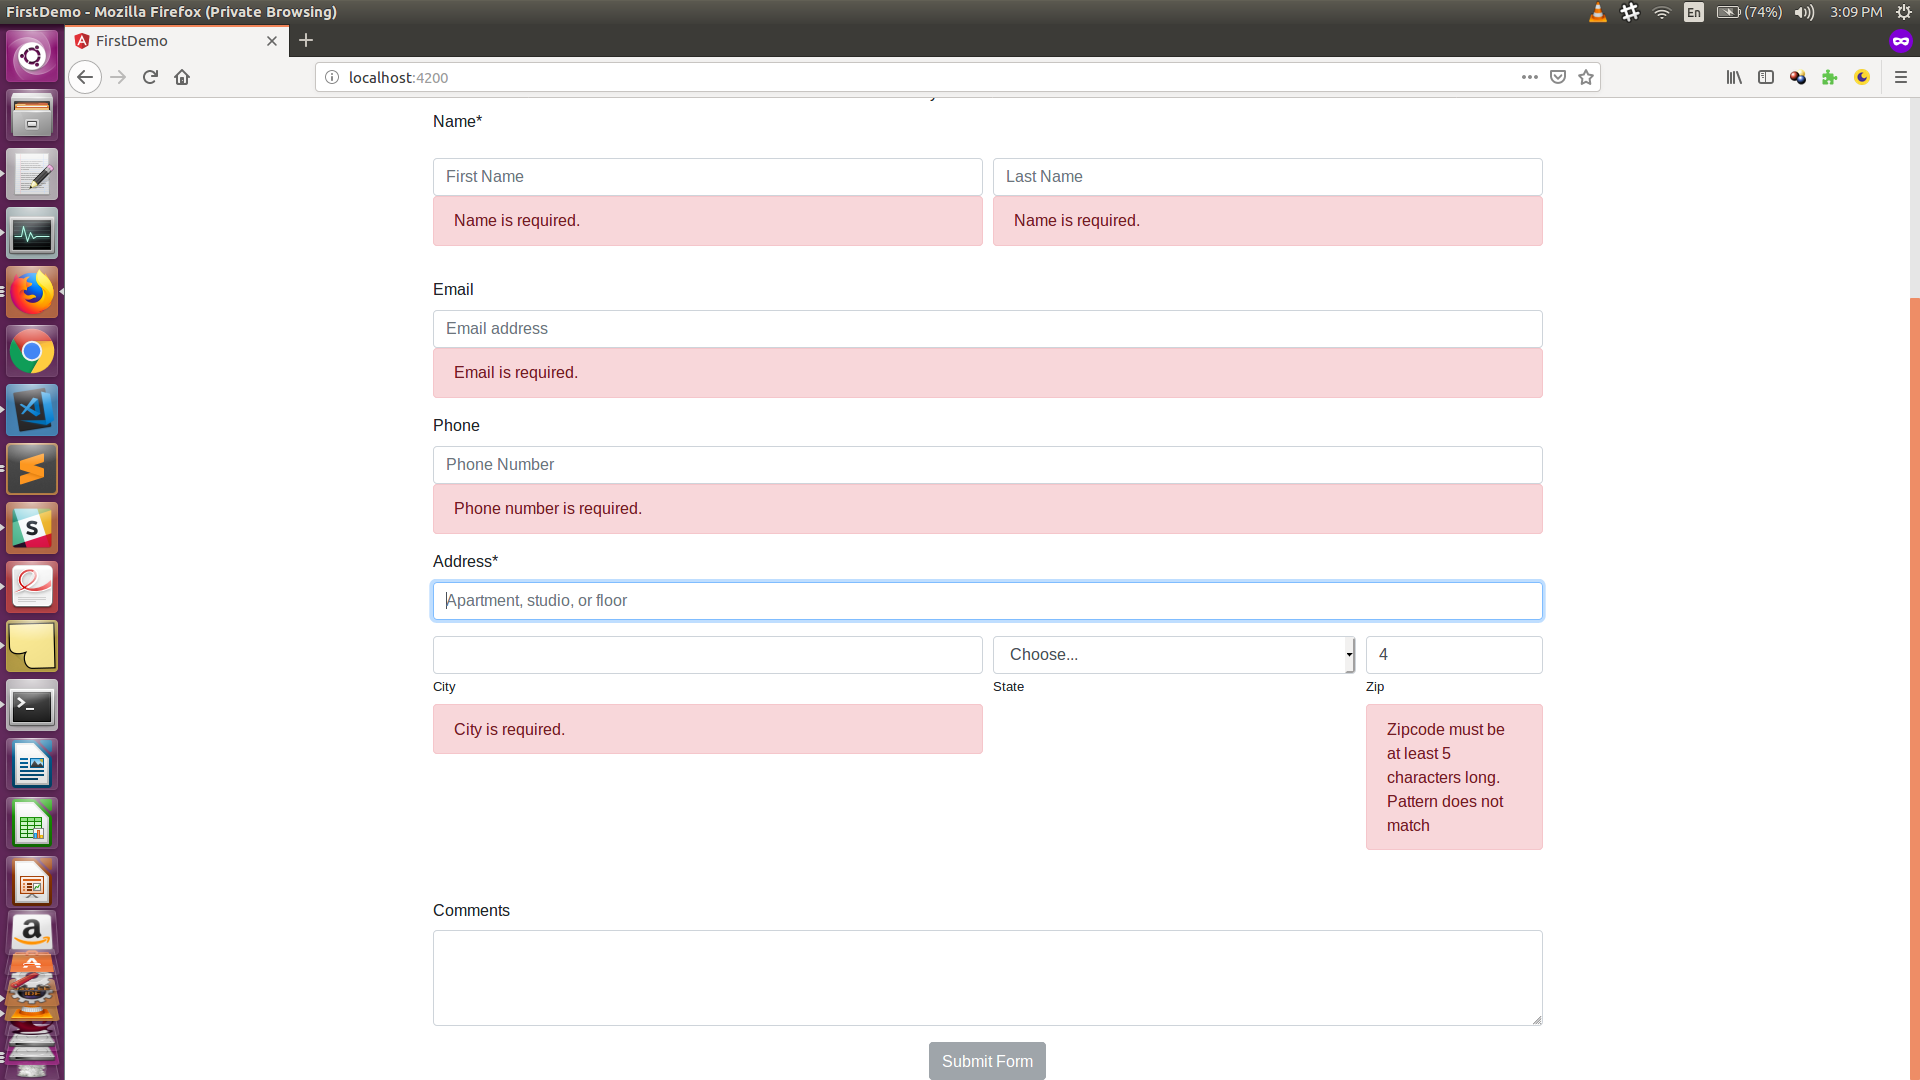 FirstDemo - Mozilla Firefox (Private Browsing)
En (74%) 3:09 PM
FirstDemo
localhost:4200
Name*
First Name Last Name
Name is required. Name is required.
Email
Email address
Email is required.
Phone
Phone Number
Phone number is required.
Address*
Apartment, studio, or floor
Choose... 4
City State Zip
City is required.
Zipcode must be
at least 5
characters long.
Pattern does not
match
Comments
Submit Form